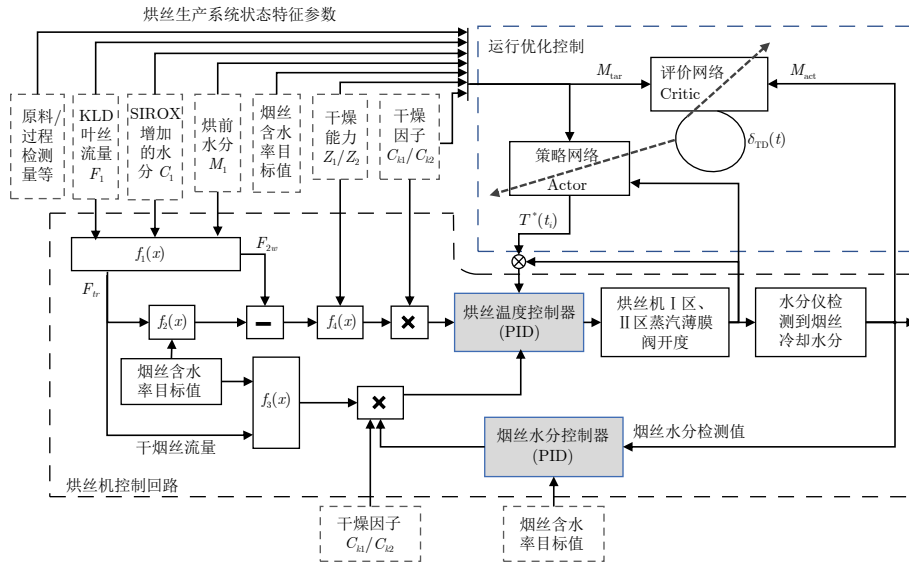 烘丝生产系统状态特征参数
运行优化控制
M_tar
评价网络
Critic
M_act
δ_TD(t)
原料/
过程
检测
量等
KLD
叶丝
流量
F_1
SIROX
增加
的水
分 C_1
烘前
水分
M_1
烟丝
含水
率目
标值
干燥
能力
Z_1/Z_2
干燥
因子
C_k1/C_k2
策略网络
Actor
T^*(t_i)
f_1(x)
F_2w
F_tr
f_2(x)
f_4(x)
烘丝温度控制器
(PID)
烘丝机Ⅰ区、
Ⅱ区蒸汽薄膜
阀开度
水分仪检
测到烟丝
冷却水分
烟丝含水
率目标值
f_3(x)
干烟丝流量
烟丝水分控制器
(PID)
烟丝水分检测值
烘丝机控制回路
干燥因子
C_k1/C_k2
烟丝含水
率目标值